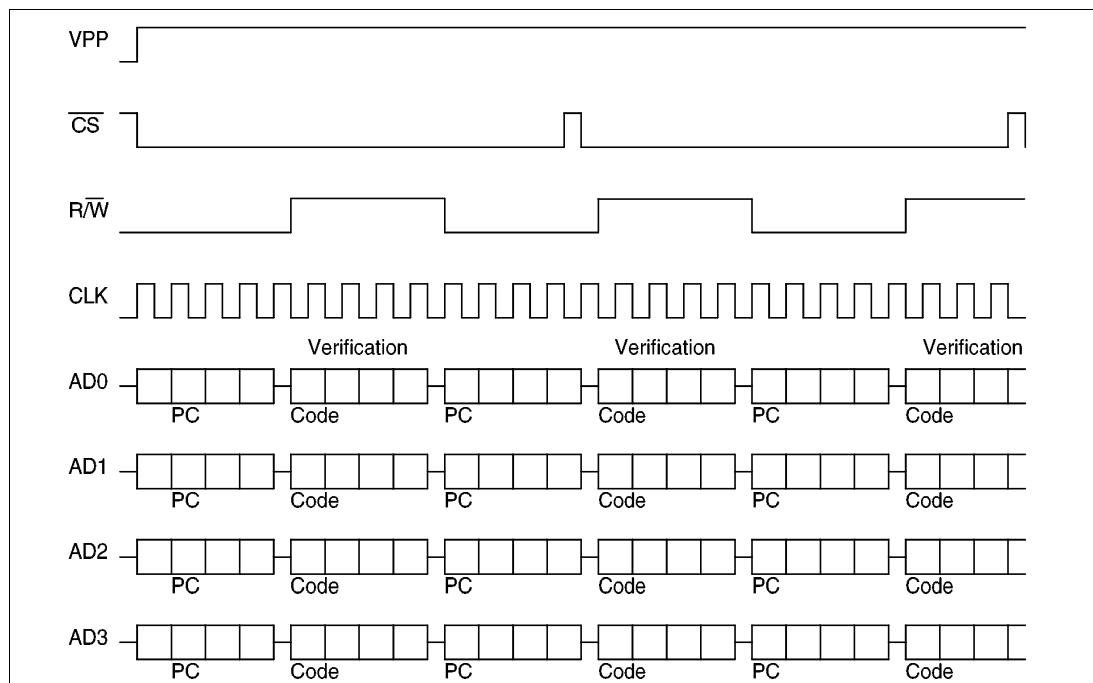 VPP
C̅S̅
R/W̅
CLK
Verification Verification Verification
AD0
PC Code PC Code PC Code
AD1
PC Code PC Code PC Code
AD2
PC Code PC Code PC Code
AD3
PC Code PC Code PC Code